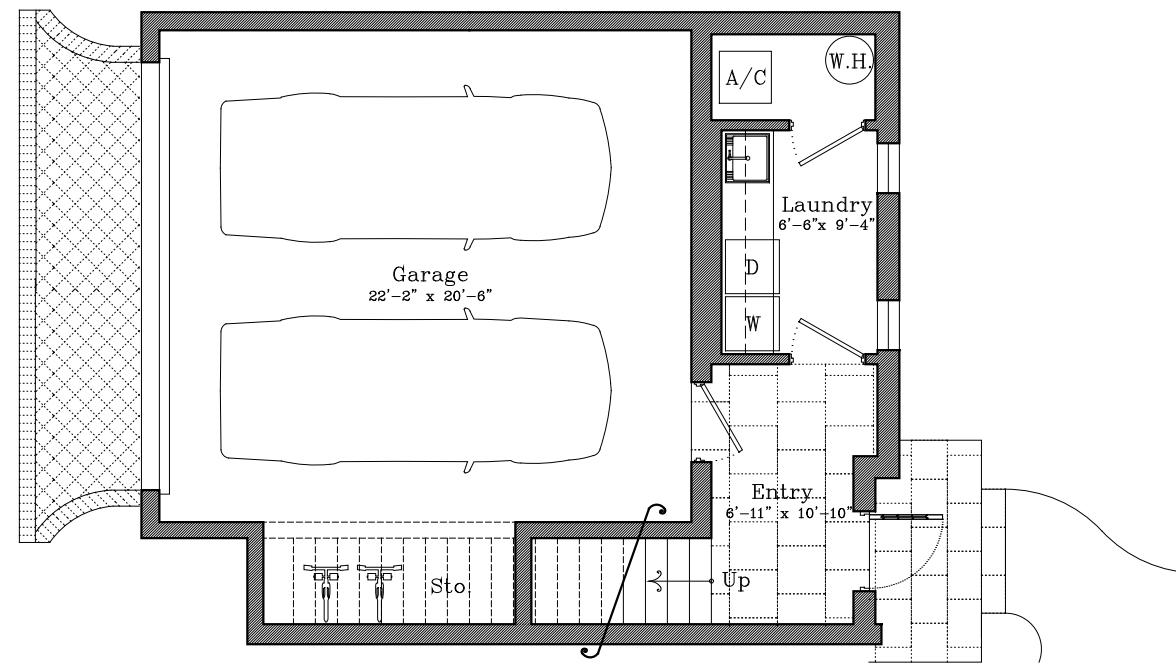 A/C
W.H.
Laundry
6'-6"x 9'-4"
D
Garage
22'-2" x 20'-6"
W
Entry
6'-11" x 10'-10"
Sto
Up